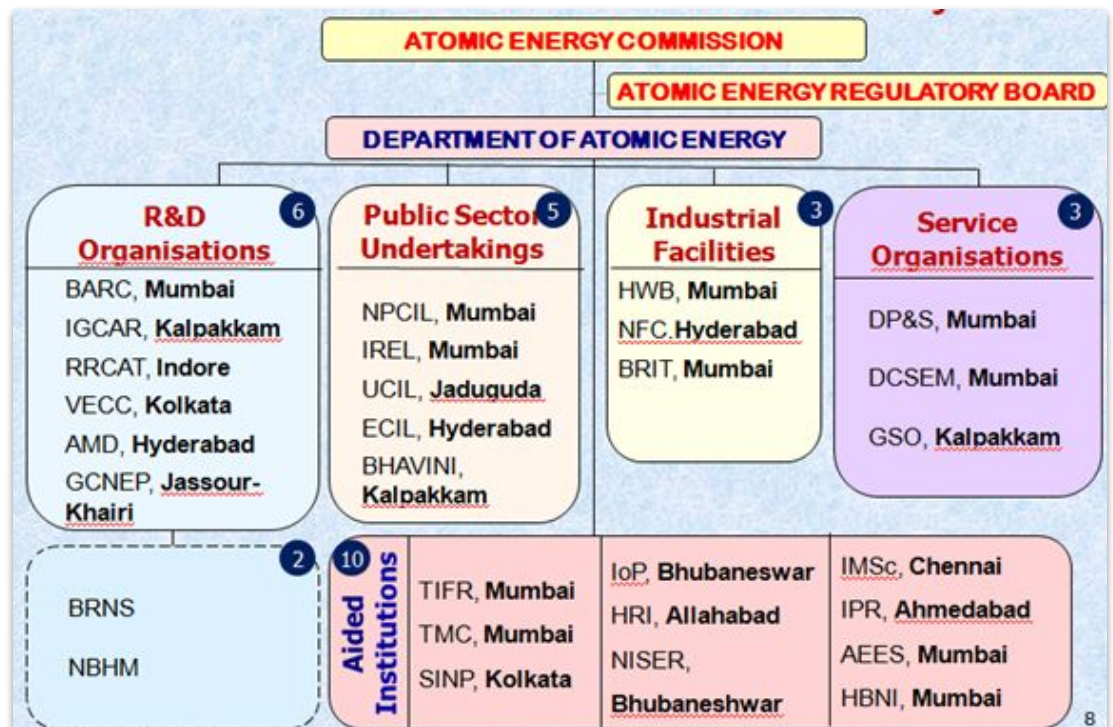 ATOMIC ENERGY COMMISSION
ATOMIC ENERGY REGULATORY BOARD
DEPARTMENT OF ATOMIC ENERGY
6
R&D
Organisations
BARC, Mumbai
IGCAR, Kalpakkam
RRCAT, Indore
VECC, Kolkata
AMD, Hyderabad
GCNEP, Jassour-
Khairi
5
Public Sector
Undertakings
NPCIL, Mumbai
IREL, Mumbai
UCIL, Jaduguda
ECIL, Hyderabad
BHAVINI,
Kalpakkam
3
Industrial
Facilities
HWB, Mumbai
NFC.Hyderabad
BRIT, Mumbai
3
Service
Organisations
DP&S, Mumbai
DCSEM, Mumbai
GSO, Kalpakkam
2
BRNS
NBHM
10
Aided
Institutions
TIFR, Mumbai
TMC, Mumbai
SINP, Kolkata
IoP, Bhubaneswar
HRI, Allahabad
NISER,
Bhubaneshwar
IMSc, Chennai
IPR, Ahmedabad
AEES, Mumbai
HBNI, Mumbai
8